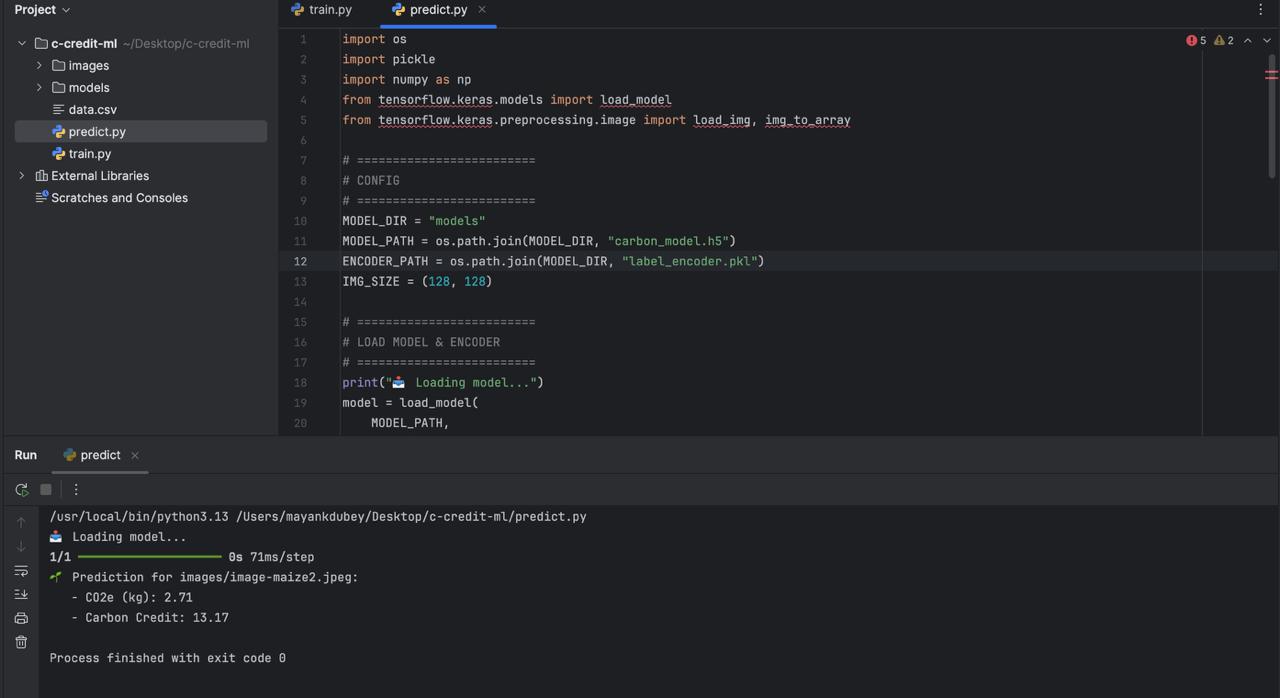 Project
train.py
predict.py
c-credit-ml ~/Desktop/c-credit-ml
images
models
data.csv
predict.py
train.py
External Libraries
Scratches and Consoles
5 2
1 import os
2 import pickle
3 import numpy as np
4 from tensorflow.keras.models import load_model
5 from tensorflow.keras.preprocessing.image import load_img, img_to_array
6
7 # =========================
8 # CONFIG
9 # =========================
10 MODEL_DIR = "models"
11 MODEL_PATH = os.path.join(MODEL_DIR, "carbon_model.h5")
12 ENCODER_PATH = os.path.join(MODEL_DIR, "label_encoder.pkl")
13 IMG_SIZE = (128, 128)
14
15 # =========================
16 # LOAD MODEL & ENCODER
17 # =========================
18 print("📥 Loading model...")
19 model = load_model(
20 MODEL_PATH,
Run
predict
/usr/local/bin/python3.13 /Users/mayankdubey/Desktop/c-credit-ml/predict.py
📥 Loading model...
1/1 ━━━━━━━━━━━━━━━━━━━━ 0s 71ms/step
🌱 Prediction for images/image-maize2.jpeg:
- CO2e (kg): 2.71
- Carbon Credit: 13.17
Process finished with exit code 0